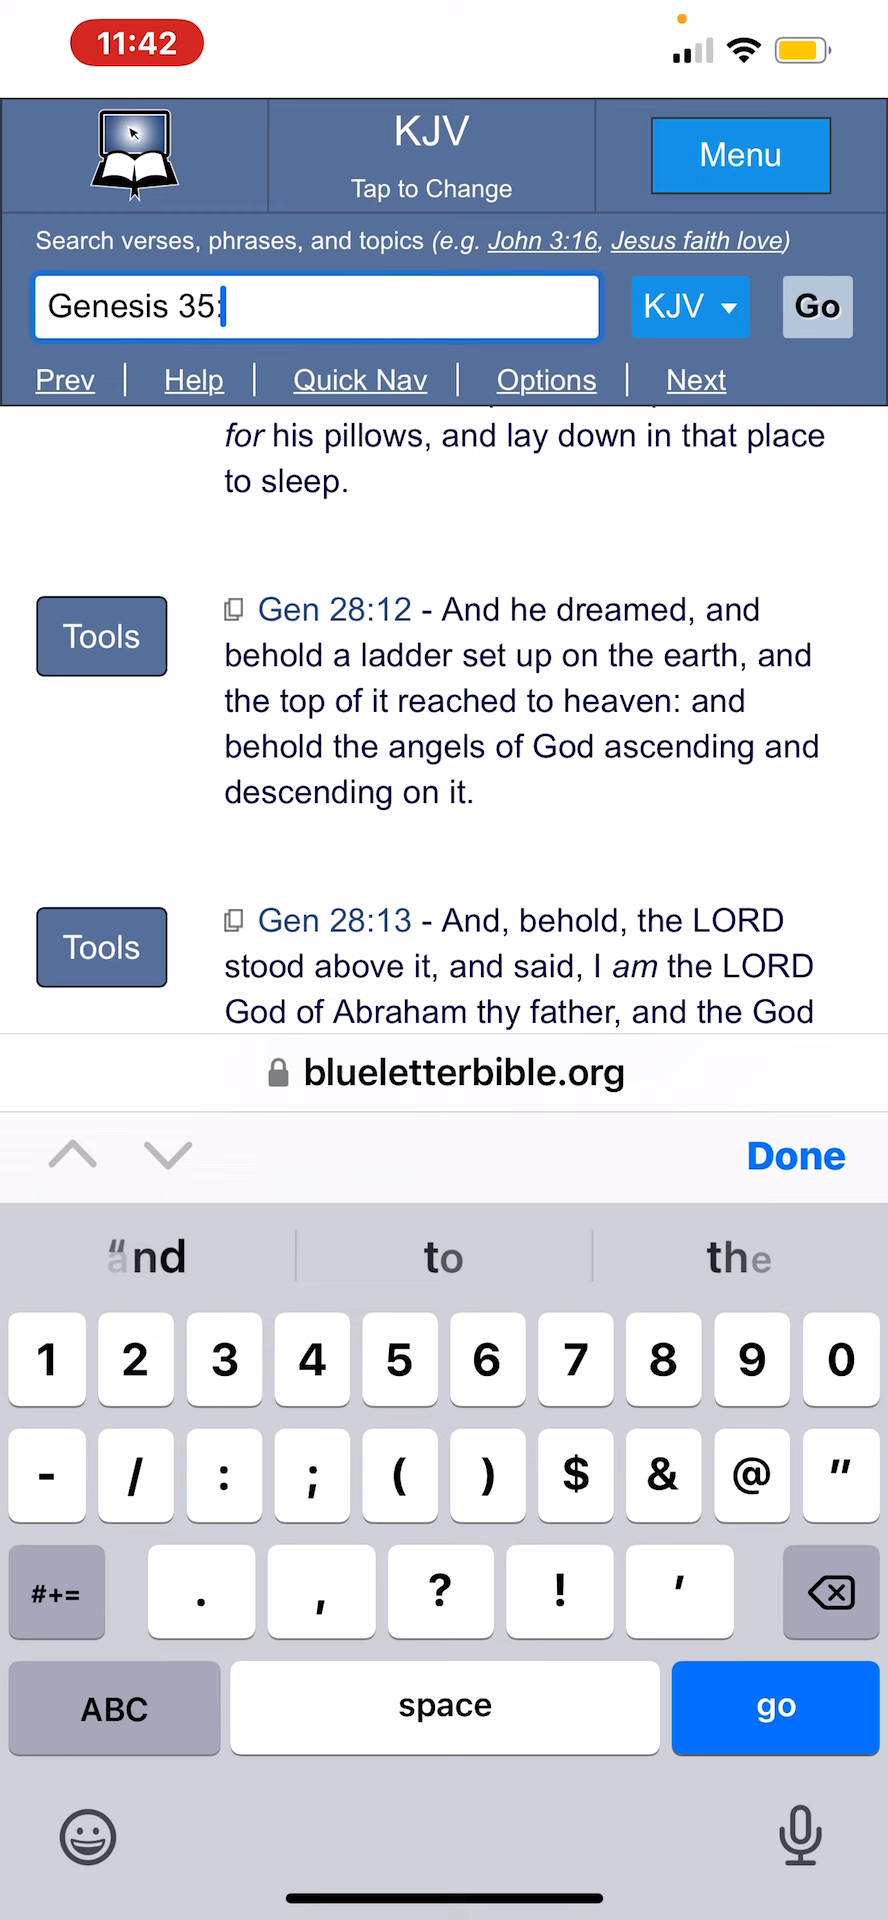 11:42
KJV
Tap to Change
Menu
Search verses, phrases, and topics (e.g. John 3:16, Jesus faith love)
Genesis 35:
KJV
Go
Prev | Help | Quick Nav | Options | Next
for his pillows, and lay down in that place
to sleep.
Tools
Gen 28:12 - And he dreamed, and
behold a ladder set up on the earth, and
the top of it reached to heaven: and
behold the angels of God ascending and
descending on it.
Tools
Gen 28:13 - And, behold, the LORD
stood above it, and said, I am the LORD
God of Abraham thy father, and the God
blueletterbible.org
Done
and to the
1 2 3 4 5 6 7 8 9 0
- / : ; ( ) $ & @ "
#+= . , ? ! '
ABC space go